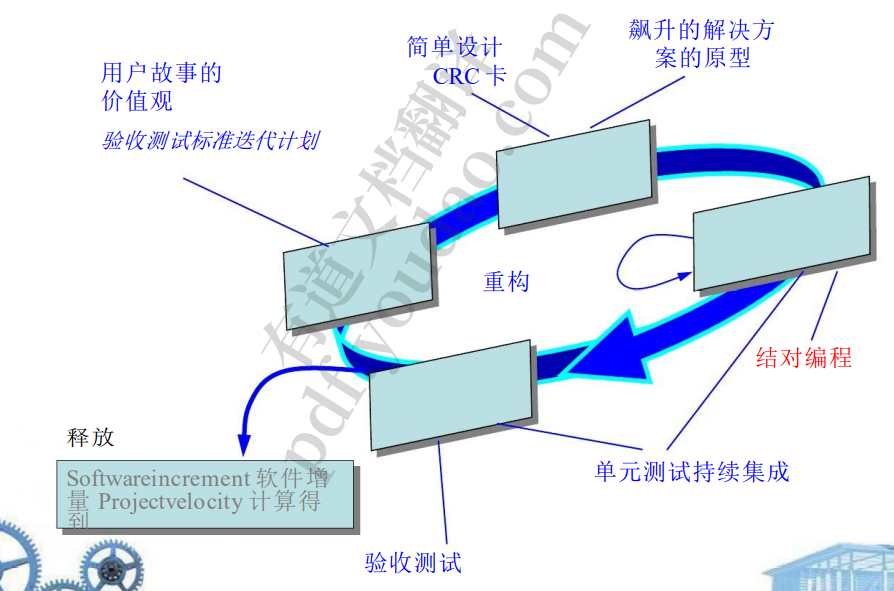 飙升的解决方
案的原型
简单设计
CRC 卡
用户故事的
价值观
验收测试标准迭代计划
重构
结对编程
释放
Softwareincrement 软件增
量 Projectvelocity 计算得
到
单元测试持续集成
验收测试
有道文档翻译
pdf.youdao.com